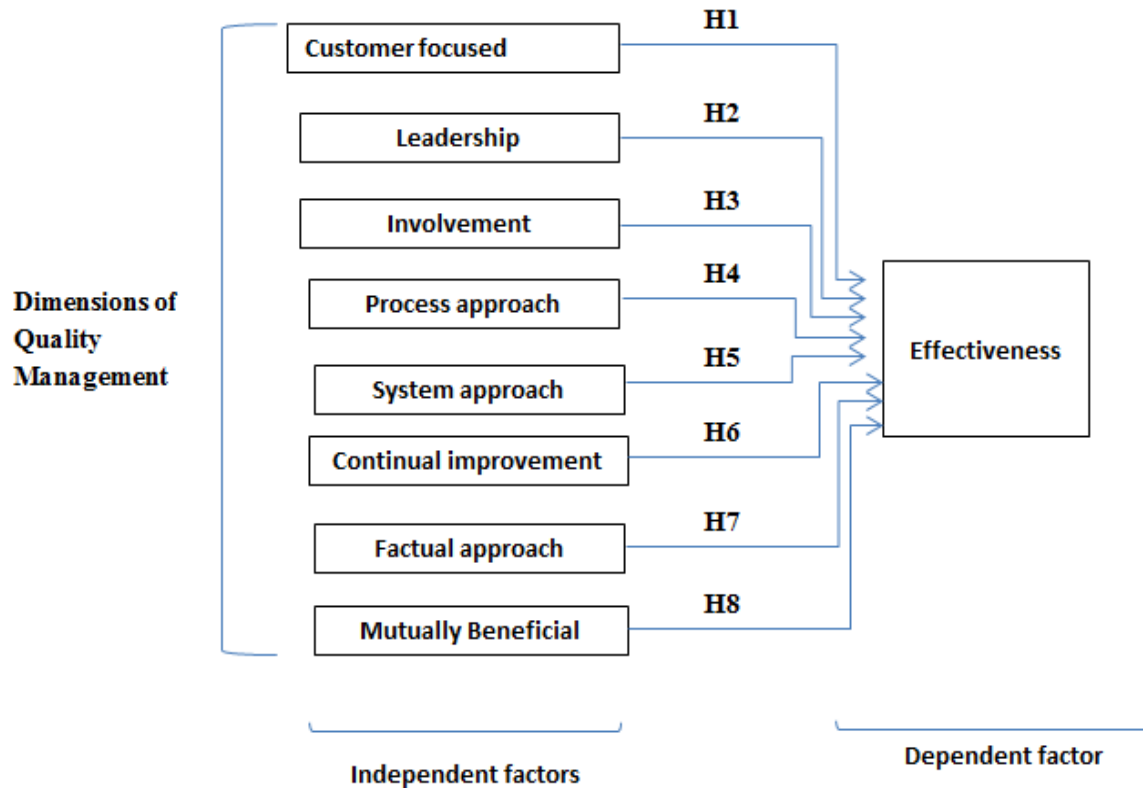 H1
Customer focused
H2
Leadership
H3
Involvement
H4
Dimensions of
Quality
Management
Process approach
Effectiveness
H5
System approach
H6
Continual improvement
H7
Factual approach
H8
Mutually Beneficial
Independent factors
Dependent factor